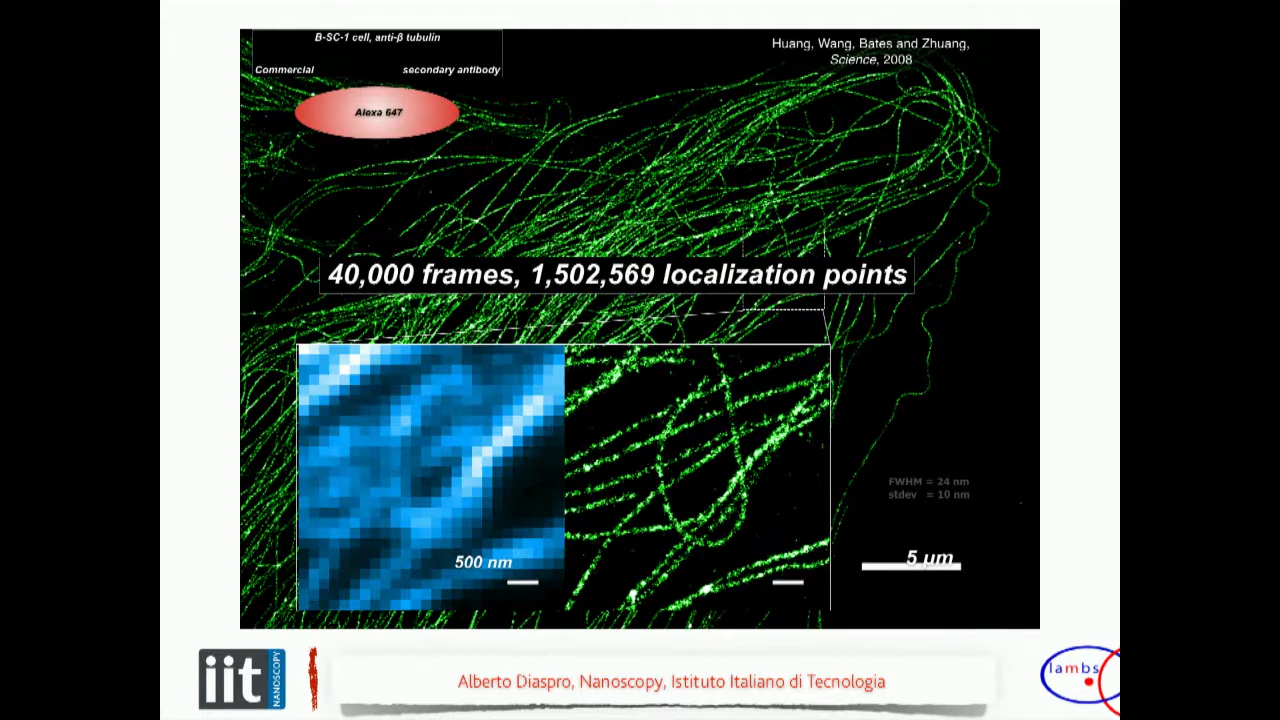 B-SC-1 cell, anti-β tubulin
Commercial secondary antibody
Alexa 647
Huang, Wang, Bates and Zhuang,
Science, 2008
40,000 frames, 1,502,569 localization points
500 nm
FWHM = 24 nm
stdev = 10 nm
5 μm
iit NANOSCOPY
Alberto Diaspro, Nanoscopy, Istituto Italiano di Tecnologia
lambs